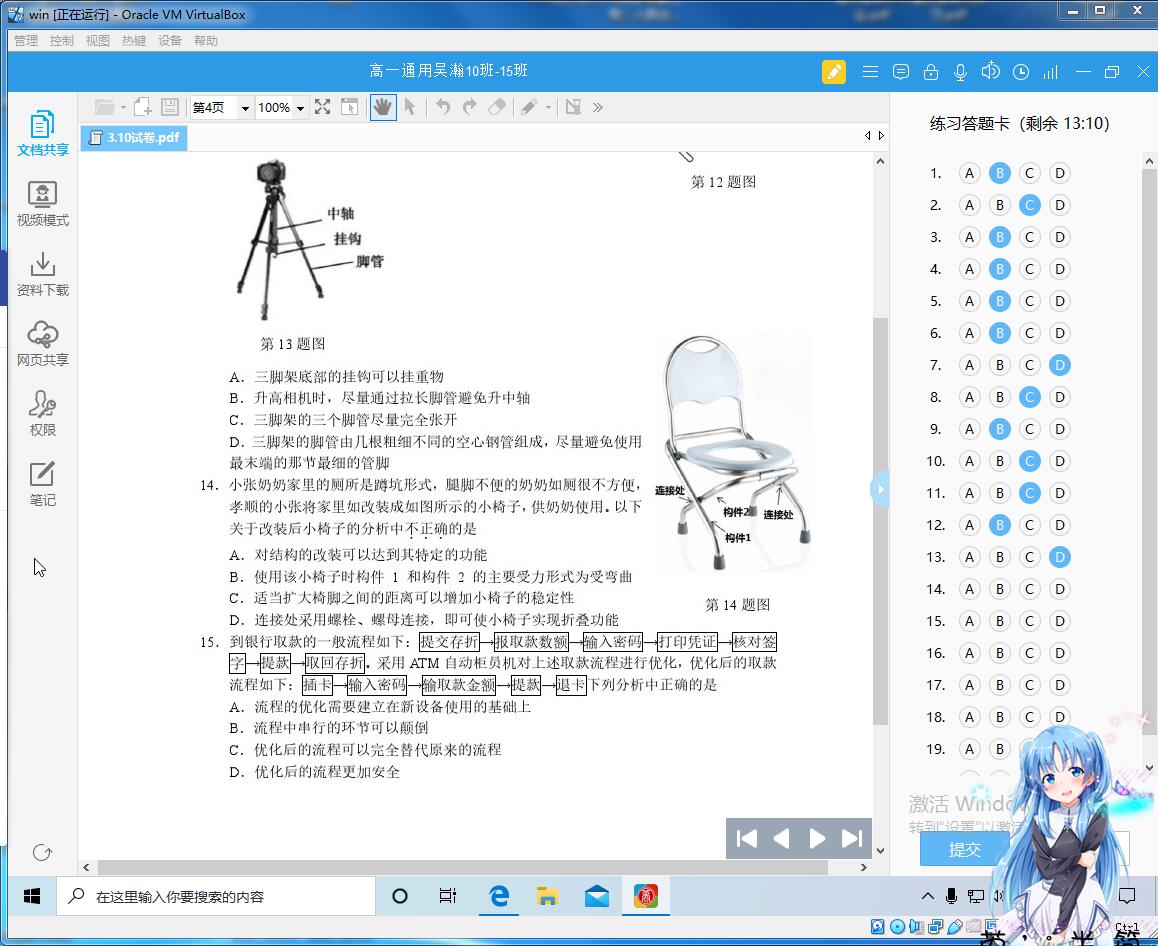 win [正在运行] - Oracle VM VirtualBox
管理 控制 视图 热键 设备 帮助
高一通用吴瀚10班-15班
第4页 100%
3.10试卷.pdf
文档共享
视频模式
资料下载
网页共享
权限
笔记
第 12 题图
中轴
挂钩
脚管
第 13 题图
A．三脚架底部的挂钩可以挂重物
B．升高相机时，尽量通过拉长脚管避免升中轴
C．三脚架的三个脚管尽量完全张开
D．三脚架的脚管由几根粗细不同的空心钢管组成，尽量避免使用
最末端的那节最细的管脚
14．小张奶奶家里的厕所是蹲坑形式，腿脚不便的奶奶如厕很不方便，
孝顺的小张将家里如改装成如图所示的小椅子，供奶奶使用。以下
关于改装后小椅子的分析中不正确的是
A．对结构的改装可以达到其特定的功能
B．使用该小椅子时构件 1 和构件 2 的主要受力形式为受弯曲
C．适当扩大椅脚之间的距离可以增加小椅子的稳定性
D．连接处采用螺栓、螺母连接，即可使小椅子实现折叠功能
连接处
构件2
连接处
构件1
第 14 题图
15．到银行取款的一般流程如下：提交存折→报取款数额→输入密码→打印凭证→核对签
字→提款→取回存折。采用 ATM 自动柜员机对上述取款流程进行优化，优化后的取款
流程如下：插卡→输入密码→输取款金额→提款→退卡下列分析中正确的是
A．流程的优化需要建立在新设备使用的基础上
B．流程中串行的环节可以颠倒
C．优化后的流程可以完全替代原来的流程
D．优化后的流程更加安全
练习答题卡（剩余 13:10）
1. A B C D
2. A B C D
3. A B C D
4. A B C D
5. A B C D
6. A B C D
7. A B C D
8. A B C D
9. A B C D
10. A B C D
11. A B C D
12. A B C D
13. A B C D
14. A B C D
15. A B C D
16. A B C D
17. A B C D
18. A B C D
19. A B
激活 Windo
转到"设置"以激
提交
在这里输入你要搜索的内容
Ctrl